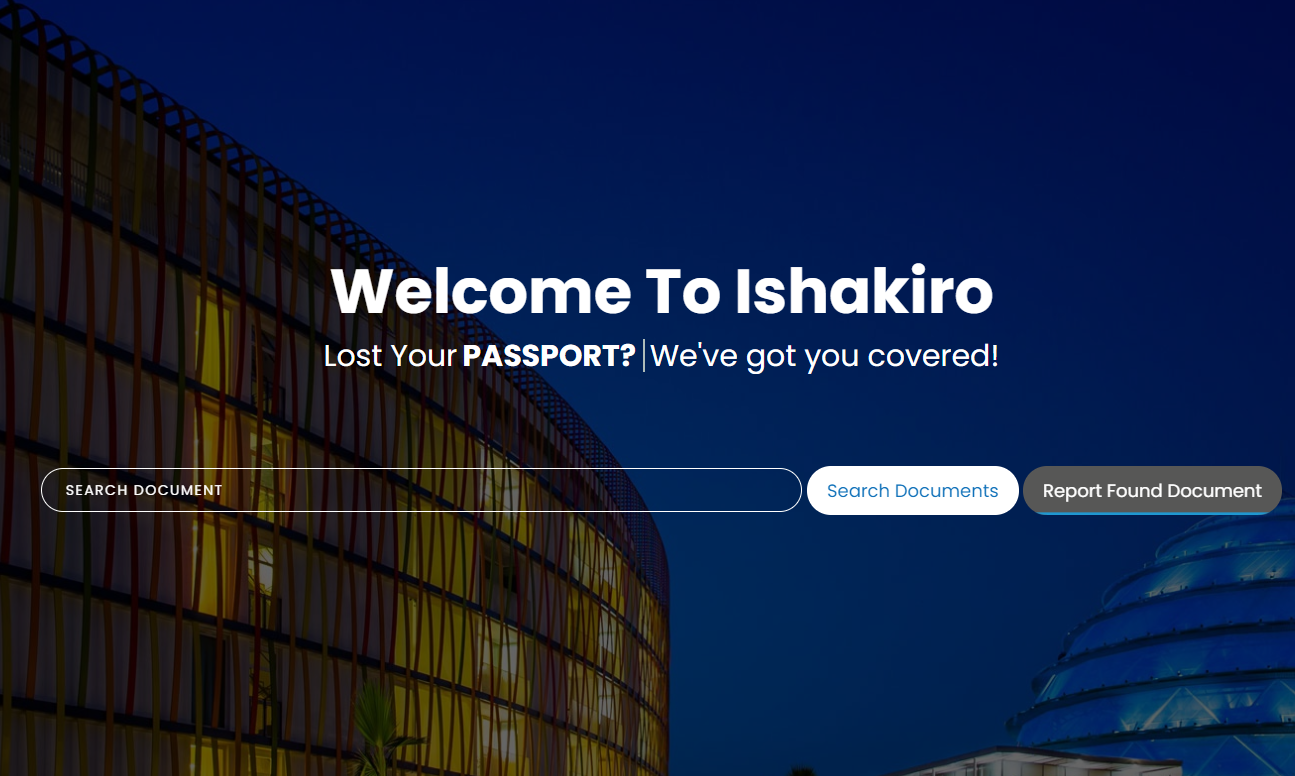 Welcome To Ishakiro
Lost Your PASSPORT? We've got you covered!
SEARCH DOCUMENT
Search Documents
Report Found Document